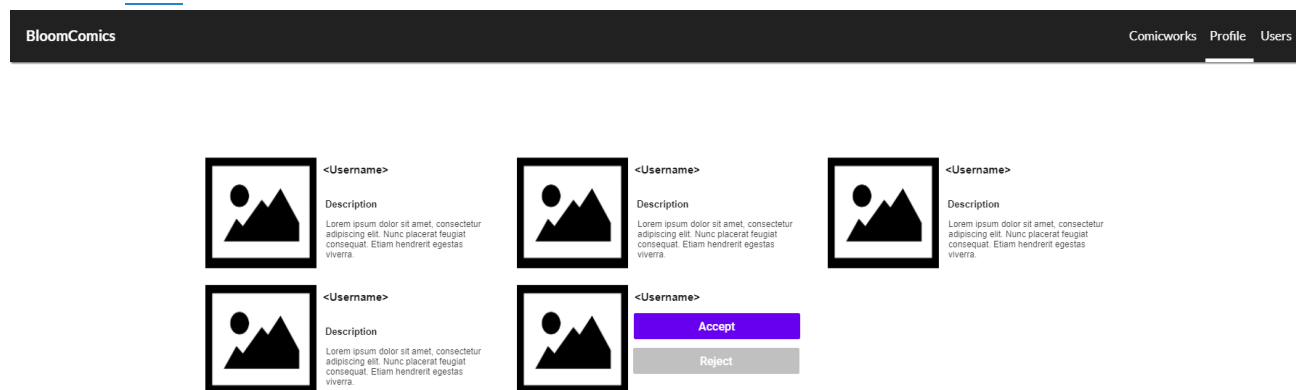 BloomComics
Comicworks Profile Users
<Username>
Description
Lorem ipsum dolor sit amet, consectetur
adipiscing elit. Nunc placerat feugiat
consequat. Etiam hendrerit egestas
viverra.
<Username>
Description
Lorem ipsum dolor sit amet, consectetur
adipiscing elit. Nunc placerat feugiat
consequat. Etiam hendrerit egestas
viverra.
<Username>
Description
Lorem ipsum dolor sit amet, consectetur
adipiscing elit. Nunc placerat feugiat
consequat. Etiam hendrerit egestas
viverra.
<Username>
Description
Lorem ipsum dolor sit amet, consectetur
adipiscing elit. Nunc placerat feugiat
consequat. Etiam hendrerit egestas
viverra.
<Username>
Accept
Reject